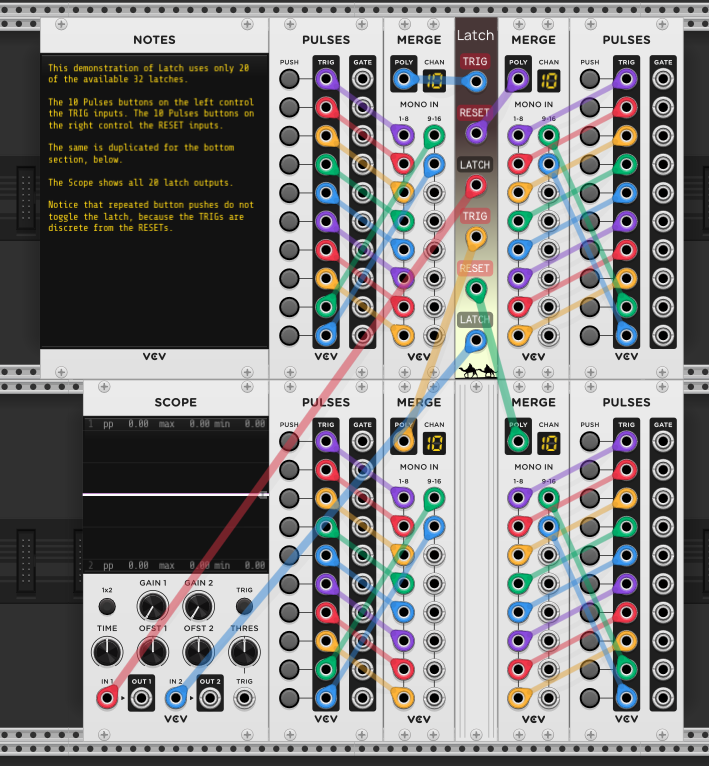 NOTES
This demonstration of Latch uses only 20
of the available 32 latches.
The 10 Pulses buttons on the left control
the TRIG inputs. The 10 Pulses buttons on
the right control the RESET inputs.
The same is duplicated for the bottom
section, below.
The Scope shows all 20 latch outputs.
Notice that repeated button pushes do not
toggle the latch, because the TRIGs are
discrete from the RESETs.
VCV
PULSES
PUSH TRIG GATE
VCV
MERGE
POLY CHAN
10
MONO IN
1-8 9-16
VCV
Latch
TRIG
RESET
LATCH
TRIG
RESET
LATCH
MERGE
POLY CHAN
10
MONO IN
1-8 9-16
VCV
PULSES
PUSH TRIG GATE
VCV
SCOPE
1 pp 0.00 max 0.00 min 0.00
2 pp 0.00 max 0.00 min 0.00
1x2 GAIN 1 GAIN 2 TRIG
TIME OFST 1 OFST 2 THRES
IN 1 OUT 1 IN 2 OUT 2 TRIG
VCV
PULSES
PUSH TRIG GATE
VCV
MERGE
POLY CHAN
10
MONO IN
1-8 9-16
VCV
MERGE
POLY CHAN
10
MONO IN
1-8 9-16
VCV
PULSES
PUSH TRIG GATE
VCV